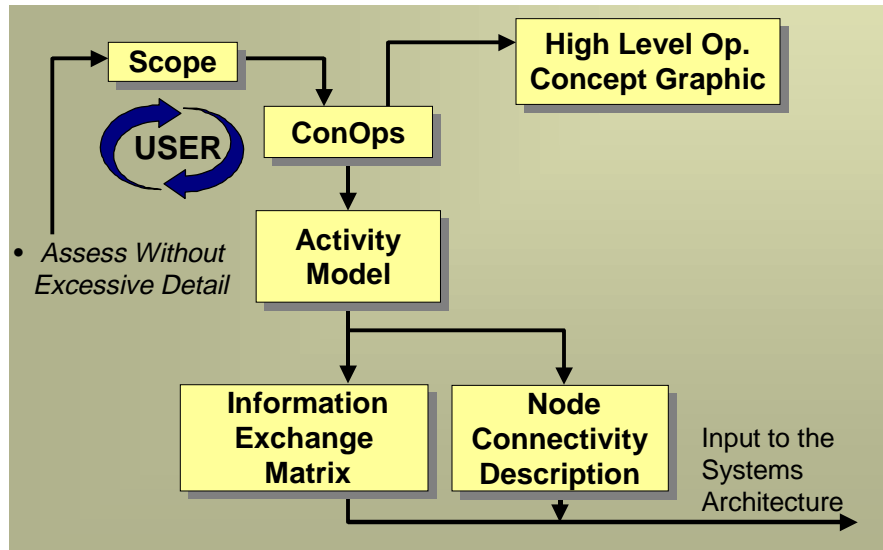 Scope
High Level Op.
Concept Graphic
USER
ConOps
• Assess Without
Excessive Detail
Activity
Model
Information
Exchange
Matrix
Node
Connectivity
Description
Input to the
Systems
Architecture